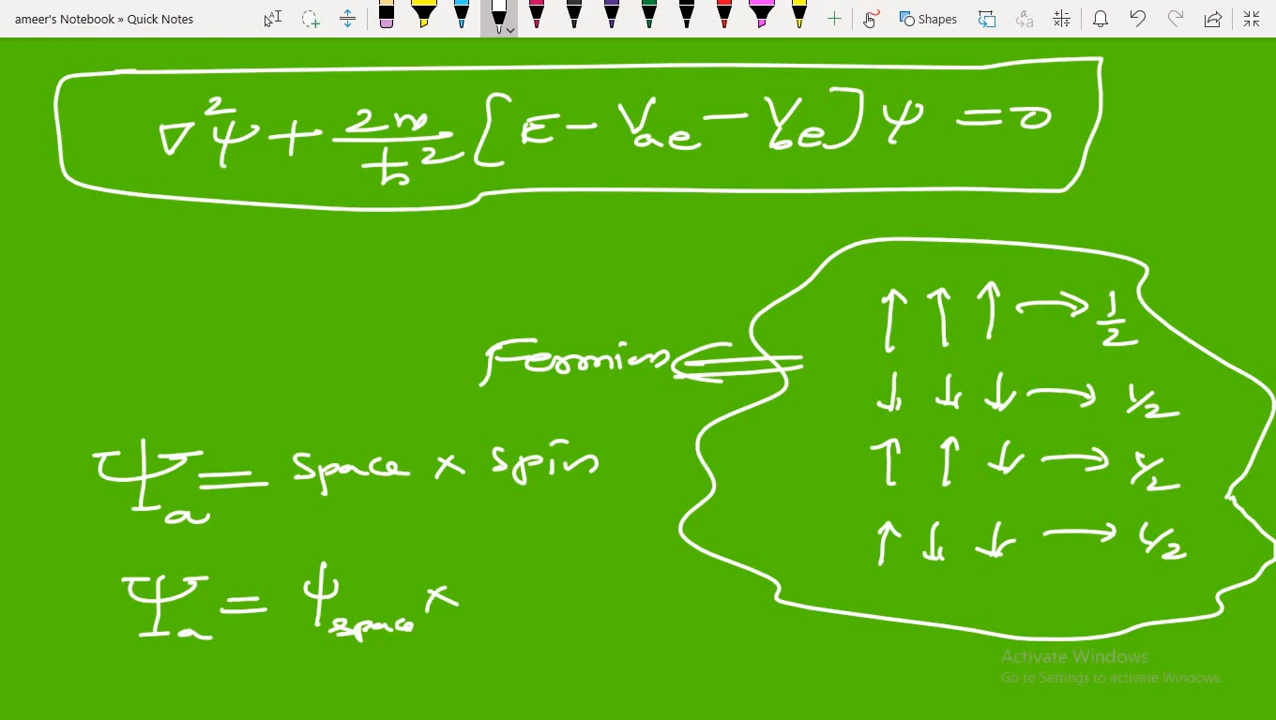 ameer's Notebook » Quick Notes
Shapes
∇²ψ + 2m/ħ² [E − Vae − Vbe] ψ = 0
↑ ↑ ↑ → 1/2
Fermins ⇐
↓ ↓ ↓ → 1/2
Ψa = space × spin
↑ ↑ ↓ → 1/2
↑ ↓ ↓ → 1/2
Ψa = ψspace ×
Activate Windows
Go to Settings to activate Windows.